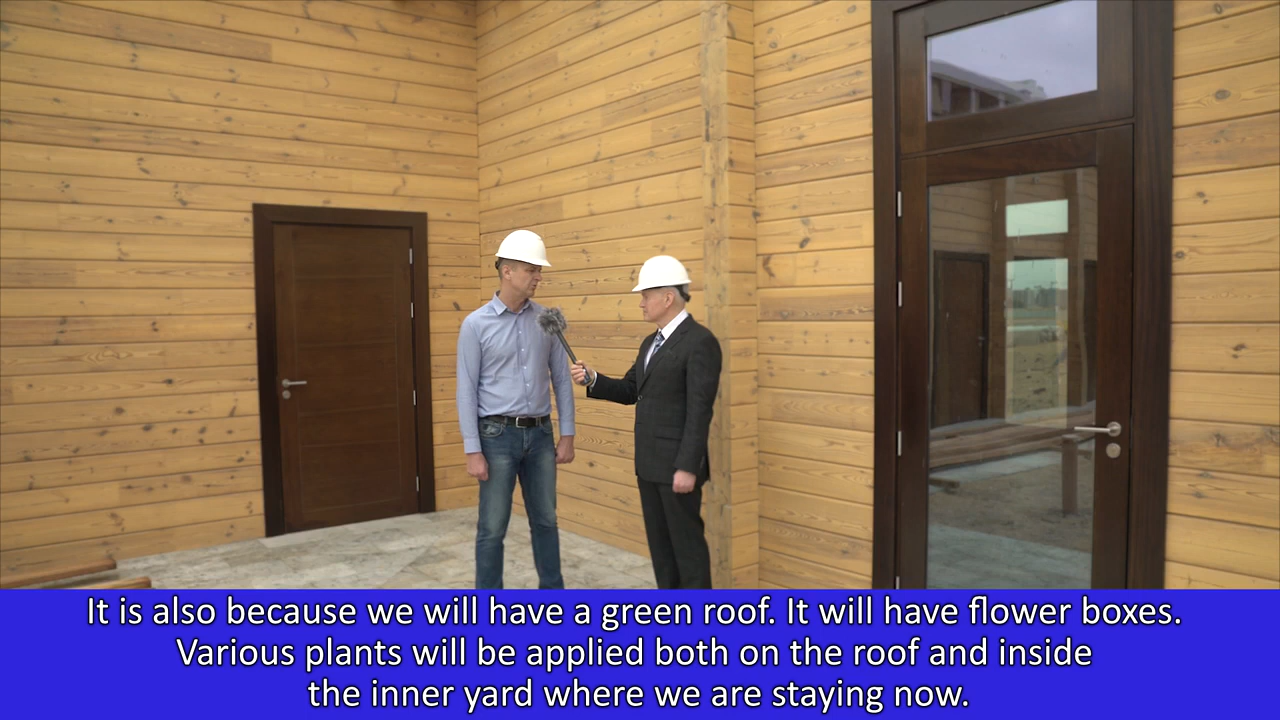 It is also because we will have a green roof. It will have flower boxes.
Various plants will be applied both on the roof and inside
the inner yard where we are staying now.